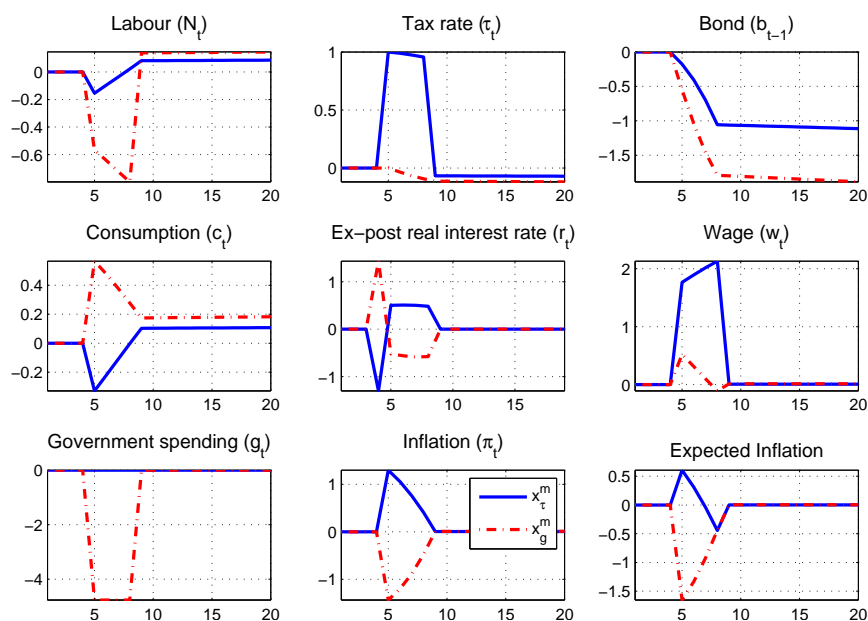 Labour (N_t)
Tax rate (τ_t)
Bond (b_{t−1})
0
−0.2
−0.4
−0.6
5 10 15 20
1
0.5
0
5 10 15 20
0
−0.5
−1
−1.5
5 10 15 20
Consumption (c_t)
Ex−post real interest rate (r_t)
Wage (w_t)
0.4
0.2
0
−0.2
5 10 15 20
1
0
−1
5 10 15
2
1
0
5 10 15 20
Government spending (g_t)
Inflation (π_t)
Expected Inflation
0
−2
−4
5 10 15 20
1
0
−1
5 10 15 20
x_τ^m
x_g^m
0.5
0
−0.5
−1
−1.5
5 10 15 20